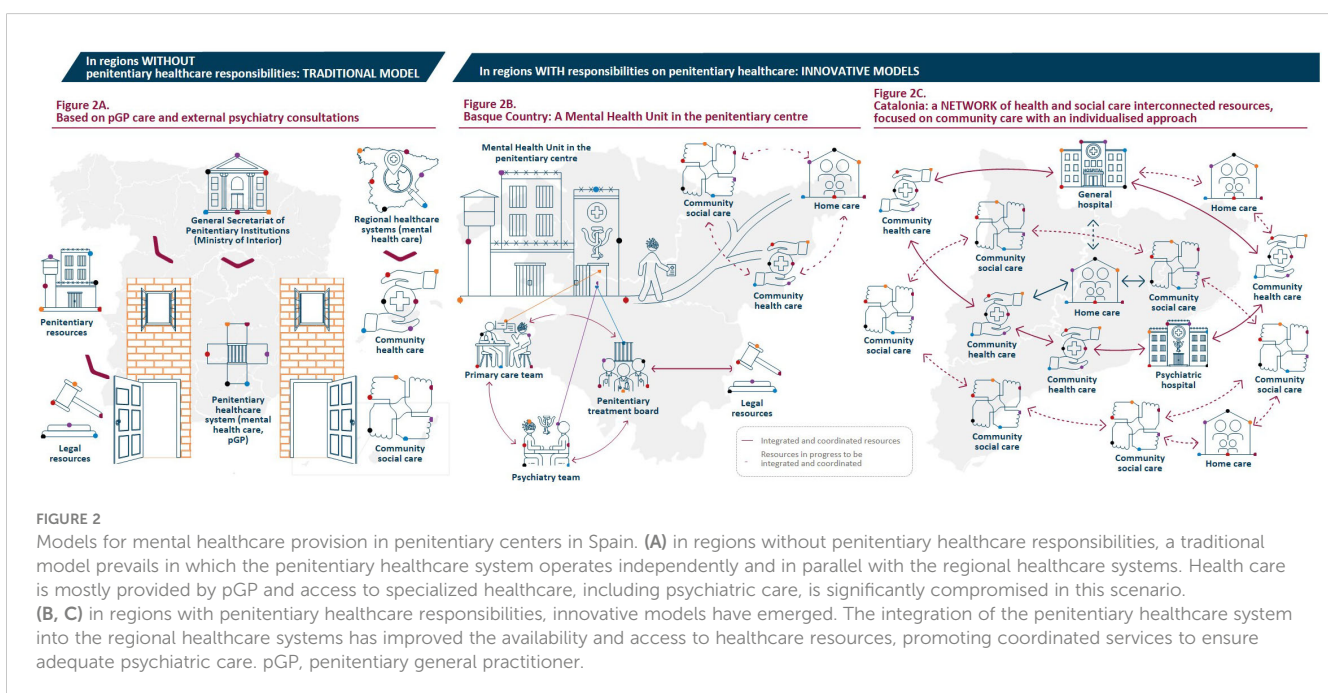 In regions WITHOUT
penitentiary healthcare responsibilities: TRADITIONAL MODEL
In regions WITH responsibilities on penitentiary healthcare: INNOVATIVE MODELS
Figure 2A.
Based on pGP care and external psychiatry consultations
General Secretariat of
Penitentiary Institutions
(Ministry of Interior)
Regional healthcare
systems (mental
health care)
Penitentiary
resources
Community
health care
Legal
resources
Penitentiary
healthcare
system (mental
health care,
pGP)
Community
social care
Figure 2B.
Basque Country: A Mental Health Unit in the penitentiary centre
Mental Health Unit in the
penitentiary centre
Community
social care
Home care
Community
health care
Primary care team
Penitentiary
treatment board
Legal
resources
Psychiatry team
Integrated and coordinated resources
Resources in progress to be
integrated and coordinated
Figure 2C.
Catalonia: a NETWORK of health and social care interconnected resources,
focused on community care with an individualised approach
HOSPITAL
General
hospital
Home care
Community
health care
Community
social care
Community
health care
Community
social care
Home care
Community
social care
Community
health care
Community
health care
Psychiatric
hospital
Community
social care
Community
social care
Community
social care
Home care
FIGURE 2
Models for mental healthcare provision in penitentiary centers in Spain. (A) in regions without penitentiary healthcare responsibilities, a traditional
model prevails in which the penitentiary healthcare system operates independently and in parallel with the regional healthcare systems. Health care
is mostly provided by pGP and access to specialized healthcare, including psychiatric care, is significantly compromised in this scenario.
(B, C) in regions with penitentiary healthcare responsibilities, innovative models have emerged. The integration of the penitentiary healthcare system
into the regional healthcare systems has improved the availability and access to healthcare resources, promoting coordinated services to ensure
adequate psychiatric care. pGP, penitentiary general practitioner.